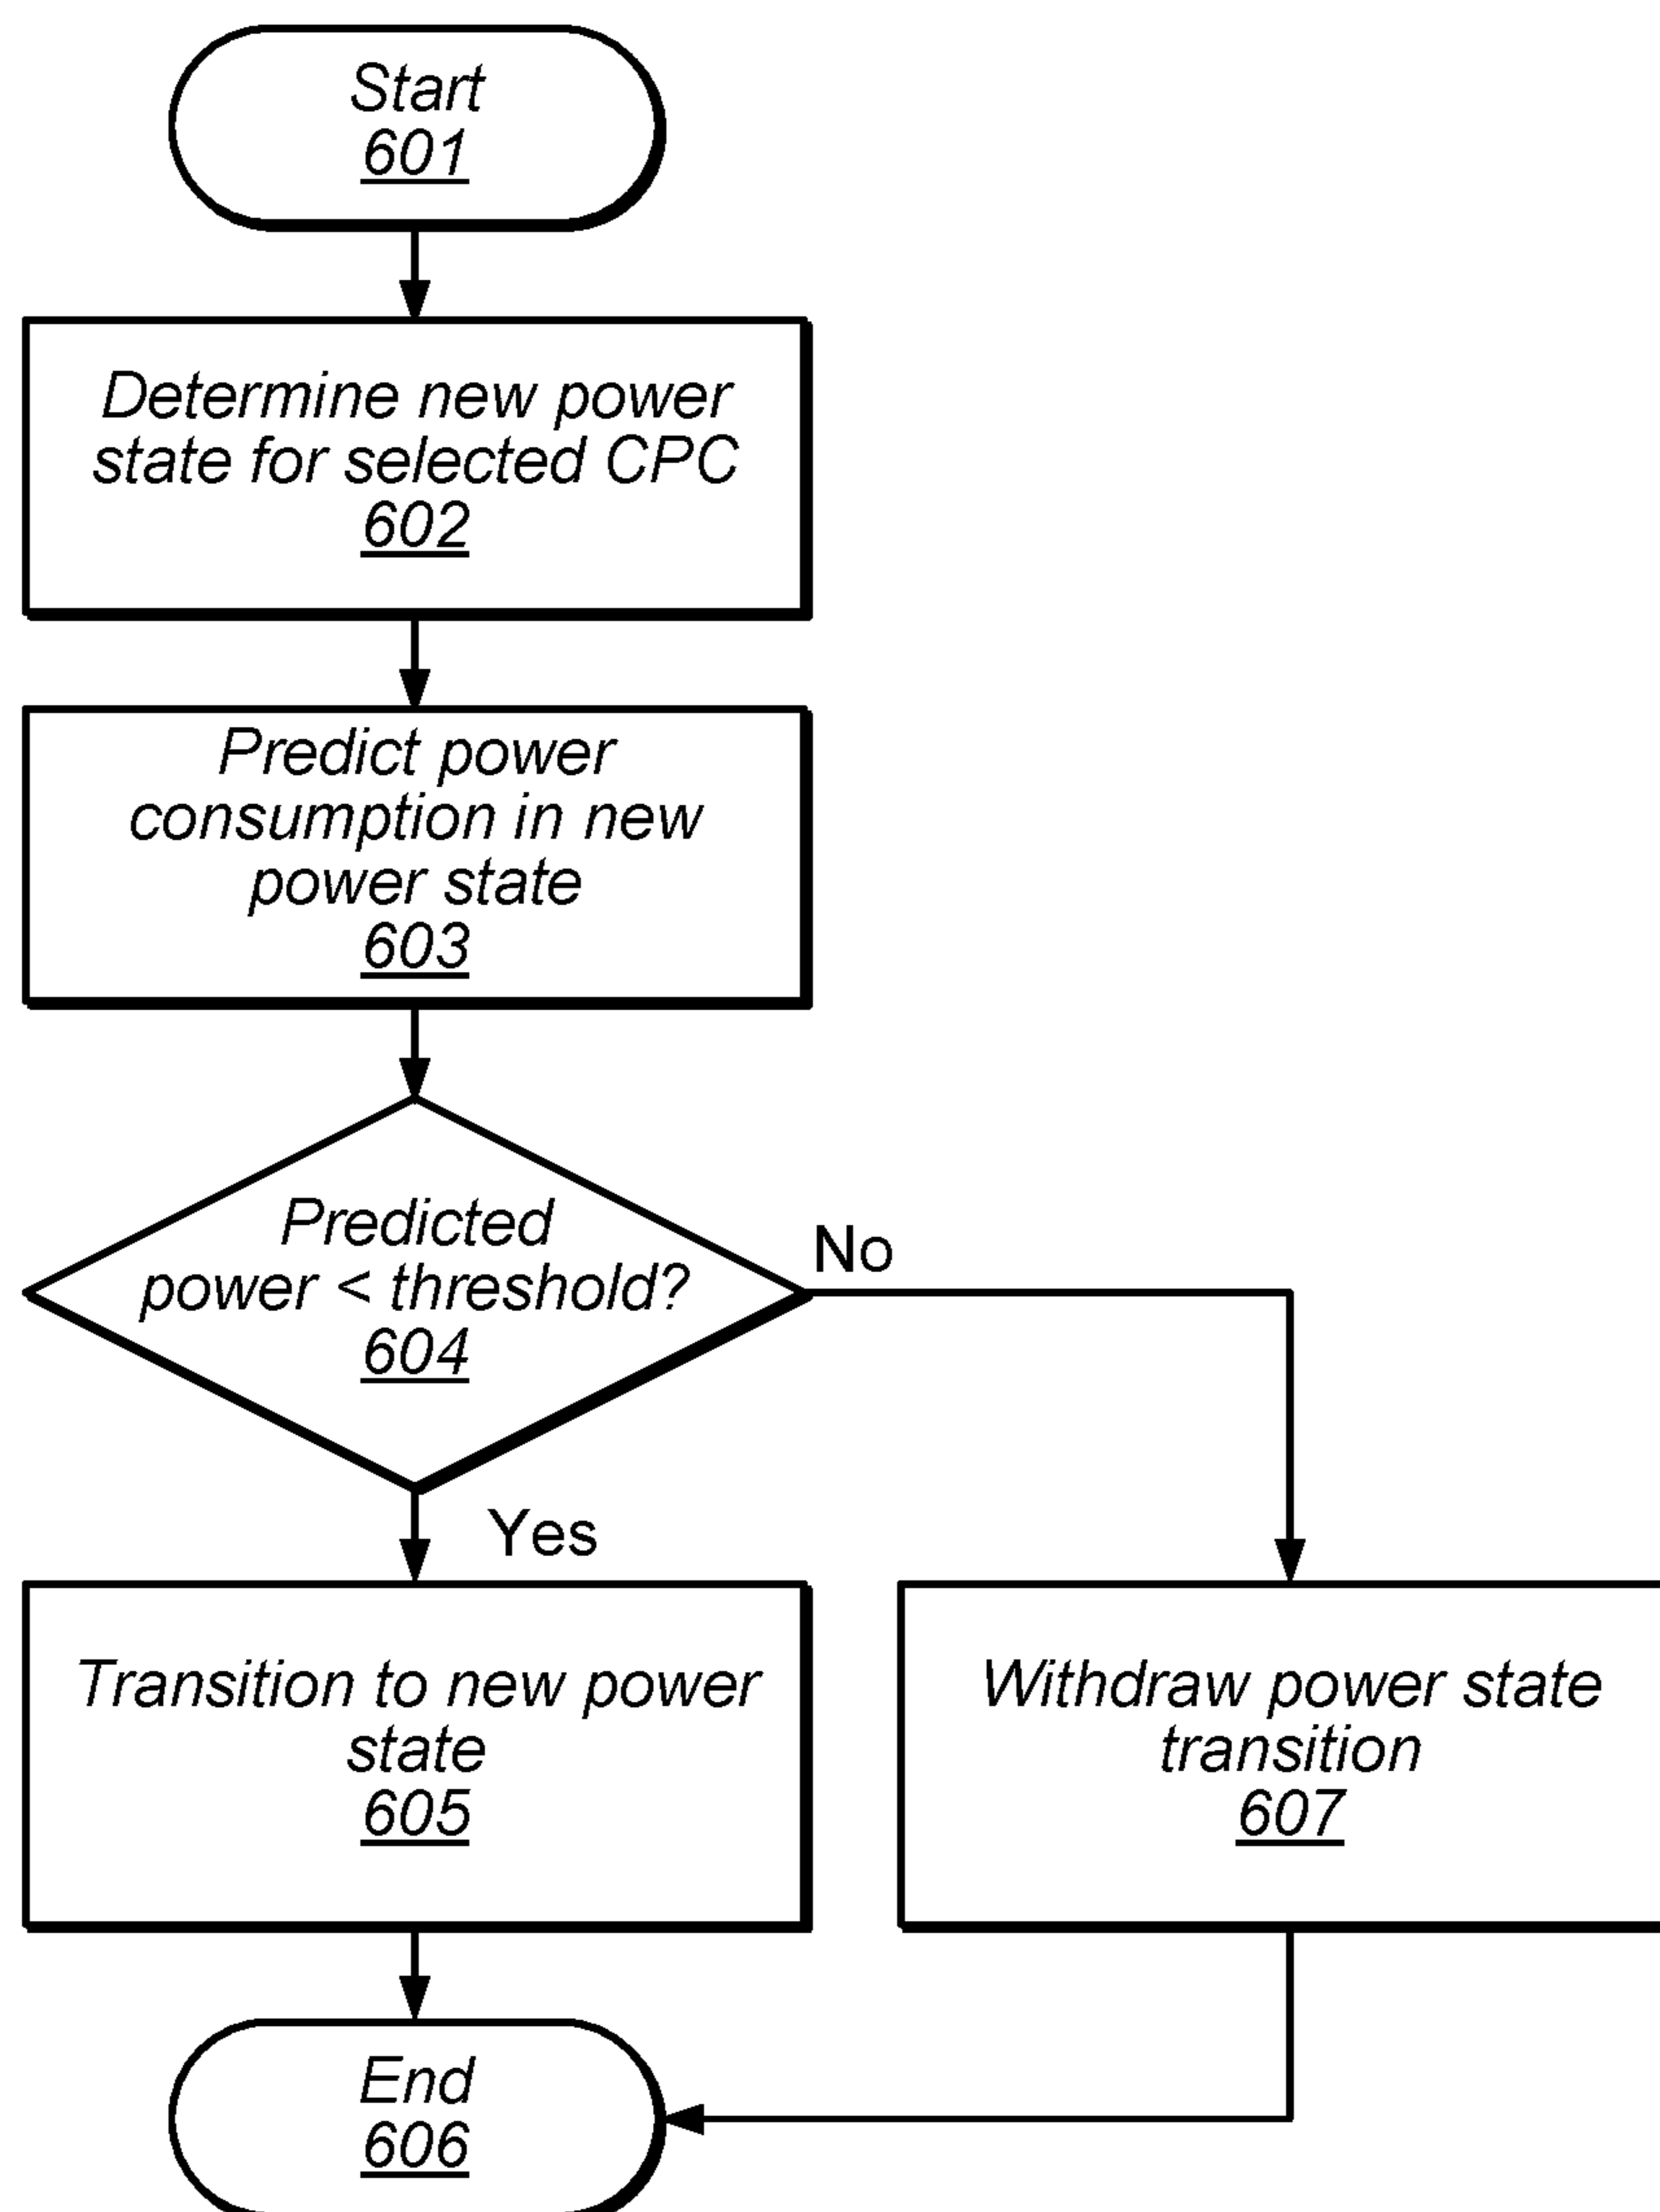 Start
601
Determine new power
state for selected CPC
602
Predict power
consumption in new
power state
603
Predicted
power < threshold?
604
No
Yes
Transition to new power
state
605
Withdraw power state
transition
607
End
606